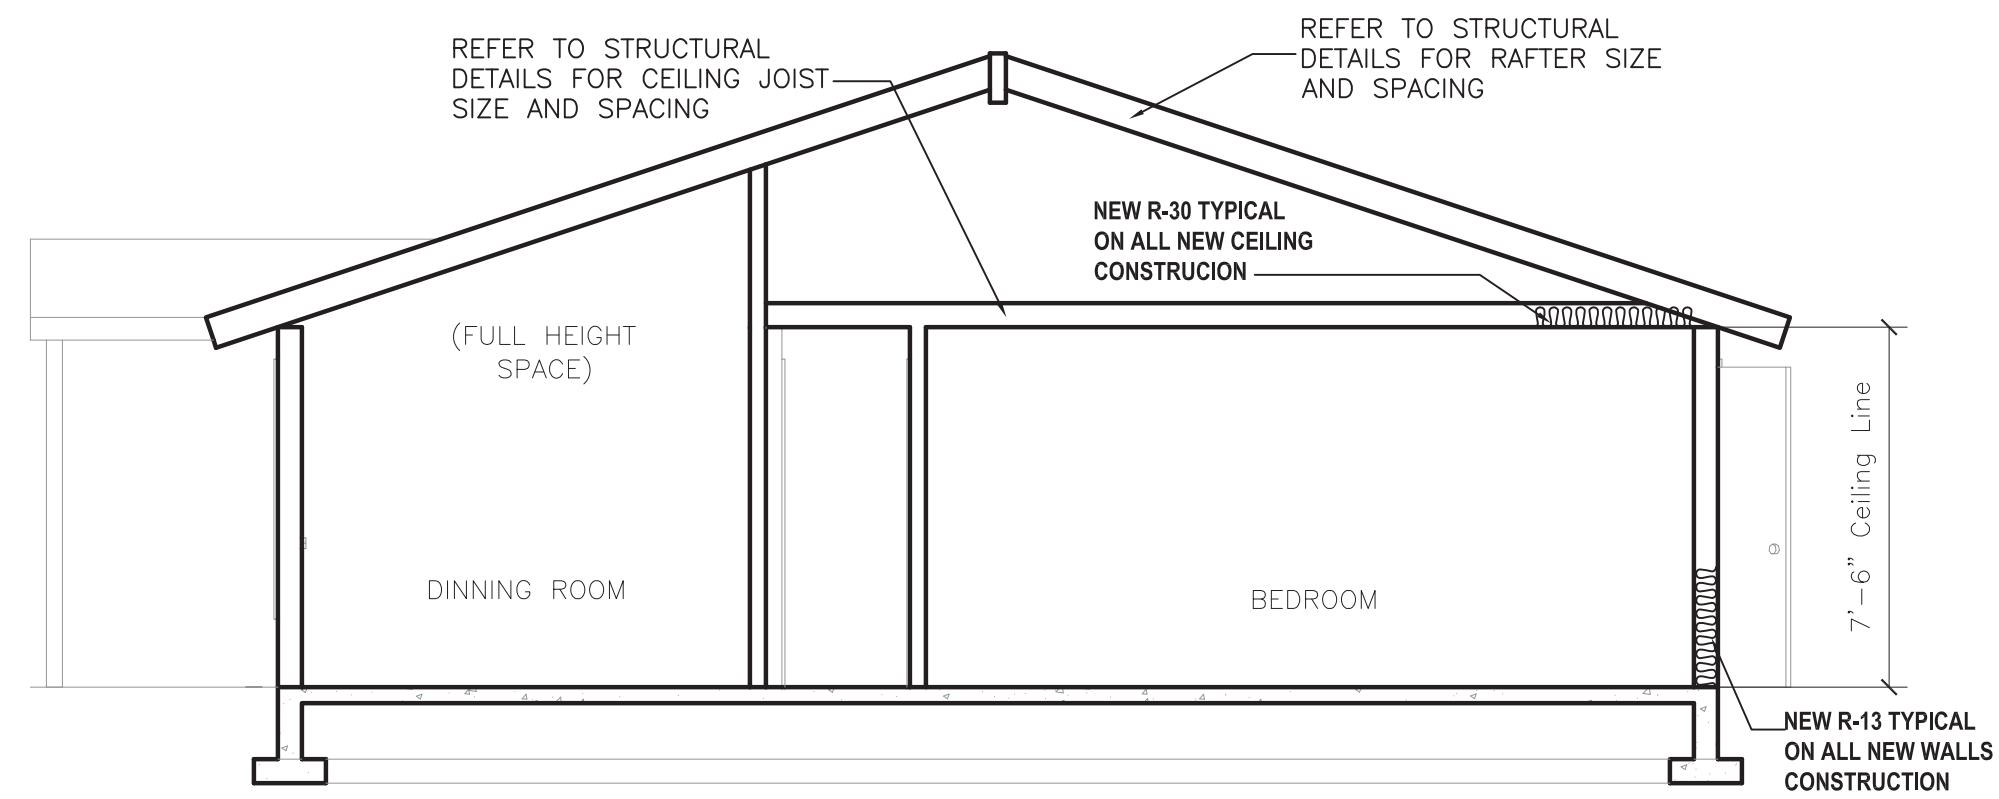 REFER TO STRUCTURAL
DETAILS FOR CEILING JOIST
SIZE AND SPACING
REFER TO STRUCTURAL
DETAILS FOR RAFTER SIZE
AND SPACING
NEW R-30 TYPICAL
ON ALL NEW CEILING
CONSTRUCION
(FULL HEIGHT
SPACE)
DINNING ROOM
BEDROOM
7'-6" Ceiling Line
NEW R-13 TYPICAL
ON ALL NEW WALLS
CONSTRUCTION